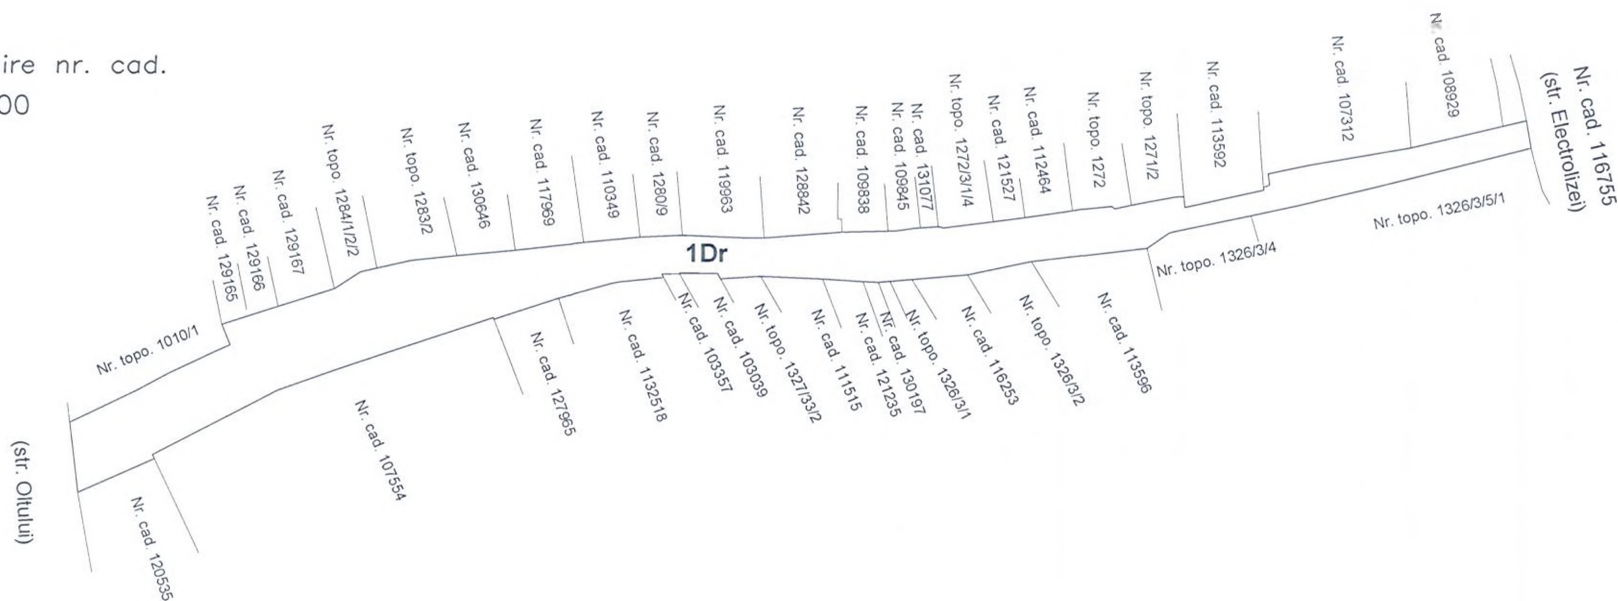 ire nr. cad.
00
Nr. topo. 1010/1
Nr. cad. 129165
Nr. cad. 129166
Nr. cad. 129167
Nr. topo. 1284/1/2/2
Nr. topo. 1283/2
Nr. cad. 130646
Nr. cad. 117969
Nr. cad. 110349
Nr. cad. 1280/9
Nr. cad. 119963
Nr. cad. 128842
Nr. cad. 109838
Nr. cad. 109845
Nr. cad. 131077
Nr. topo. 1272/3/1/4
Nr. cad. 121527
Nr. cad. 112464
Nr. topo. 1272
Nr. topo. 1271/2
Nr. cad. 113592
Nr. cad. 107312
Nr. cad. 108929
Nr. cad. 116755
(str. Electrolizei)
1Dr
(str. Oltului)
Nr. cad. 120535
Nr. cad. 107554
Nr. cad. 127965
Nr. cad. 1132518
Nr. cad. 103357
Nr. cad. 103039
Nr. topo. 1327/33/2
Nr. cad. 111515
Nr. cad. 121235
Nr. cad. 130197
Nr. topo. 1326/3/1
Nr. cad. 116253
Nr. topo. 1326/3/2
Nr. cad. 113596
Nr. topo. 1326/3/4
Nr. topo. 1326/3/5/1